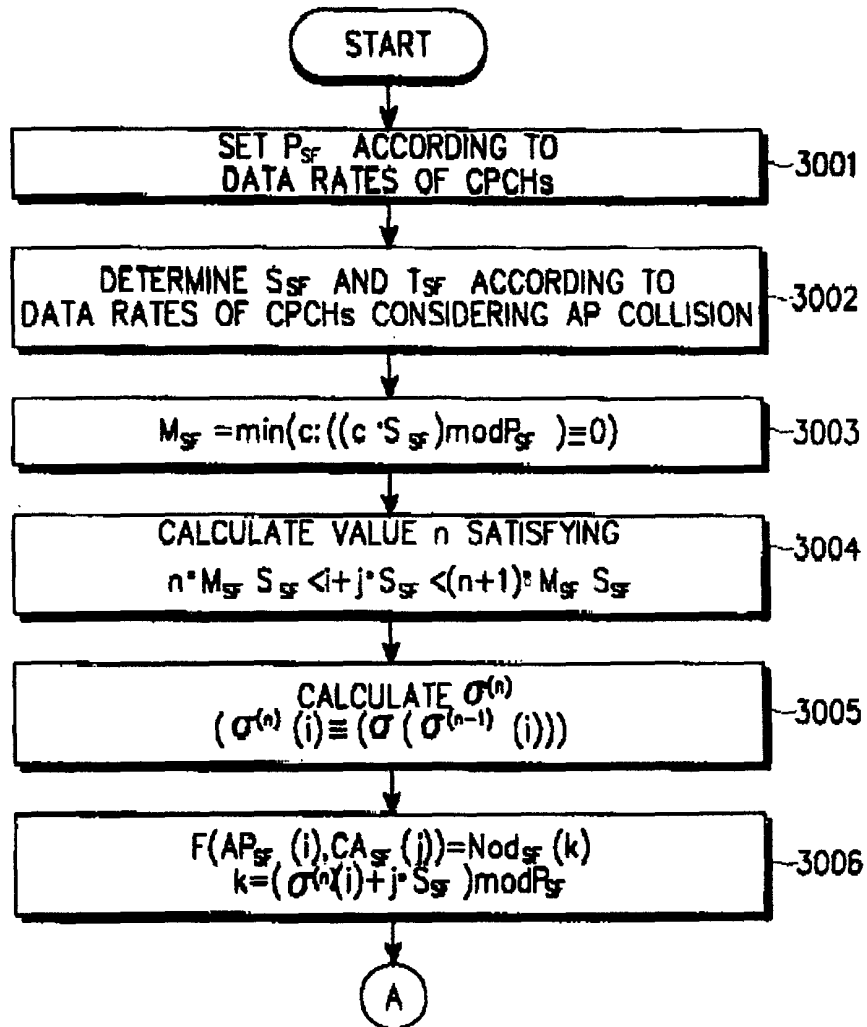 START
SET P_SF ACCORDING TO
DATA RATES OF CPCHs
3001
DETERMINE S_SF AND T_SF ACCORDING TO
DATA RATES OF CPCHs CONSIDERING AP COLLISION
3002
M_SF =min(c:((c·S_SF)modP_SF)≡0)
3003
CALCULATE VALUE n SATISFYING
n·M_SF S_SF <i+j·S_SF <(n+1)·M_SF S_SF
3004
CALCULATE σ^(n)
(σ^(n) (i)≡(σ(σ^(n-1) (i)))
3005
F(AP_SF (i),CA_SF (j))=Nod_SF (k)
k=(σ^(n)(i)+j·S_SF)modP_SF
3006
A